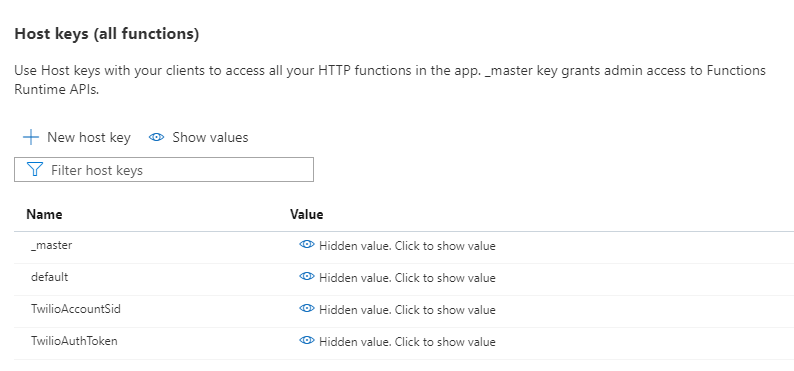 Host keys (all functions)
Use Host keys with your clients to access all your HTTP functions in the app. _master key grants admin access to Functions
Runtime APIs.
New host key Show values
Filter host keys
Name Value
_master Hidden value. Click to show value
default Hidden value. Click to show value
TwilioAccountSid Hidden value. Click to show value
TwilioAuthToken Hidden value. Click to show value